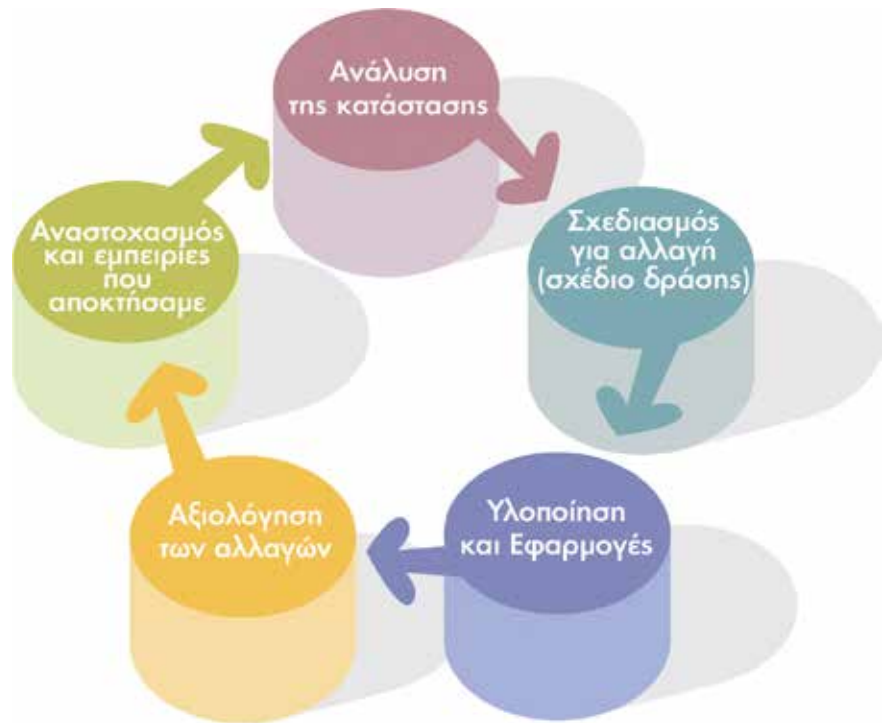 Ανάλυση
της κατάστασης
Σχεδιασμός
για αλλαγή
(σχέδιο δράσης)
Υλοποίηση
και Εφαρμογές
Αξιολόγηση
των αλλαγών
Αναστοχασμός
και εμπειρίες
που
αποκτήσαμε